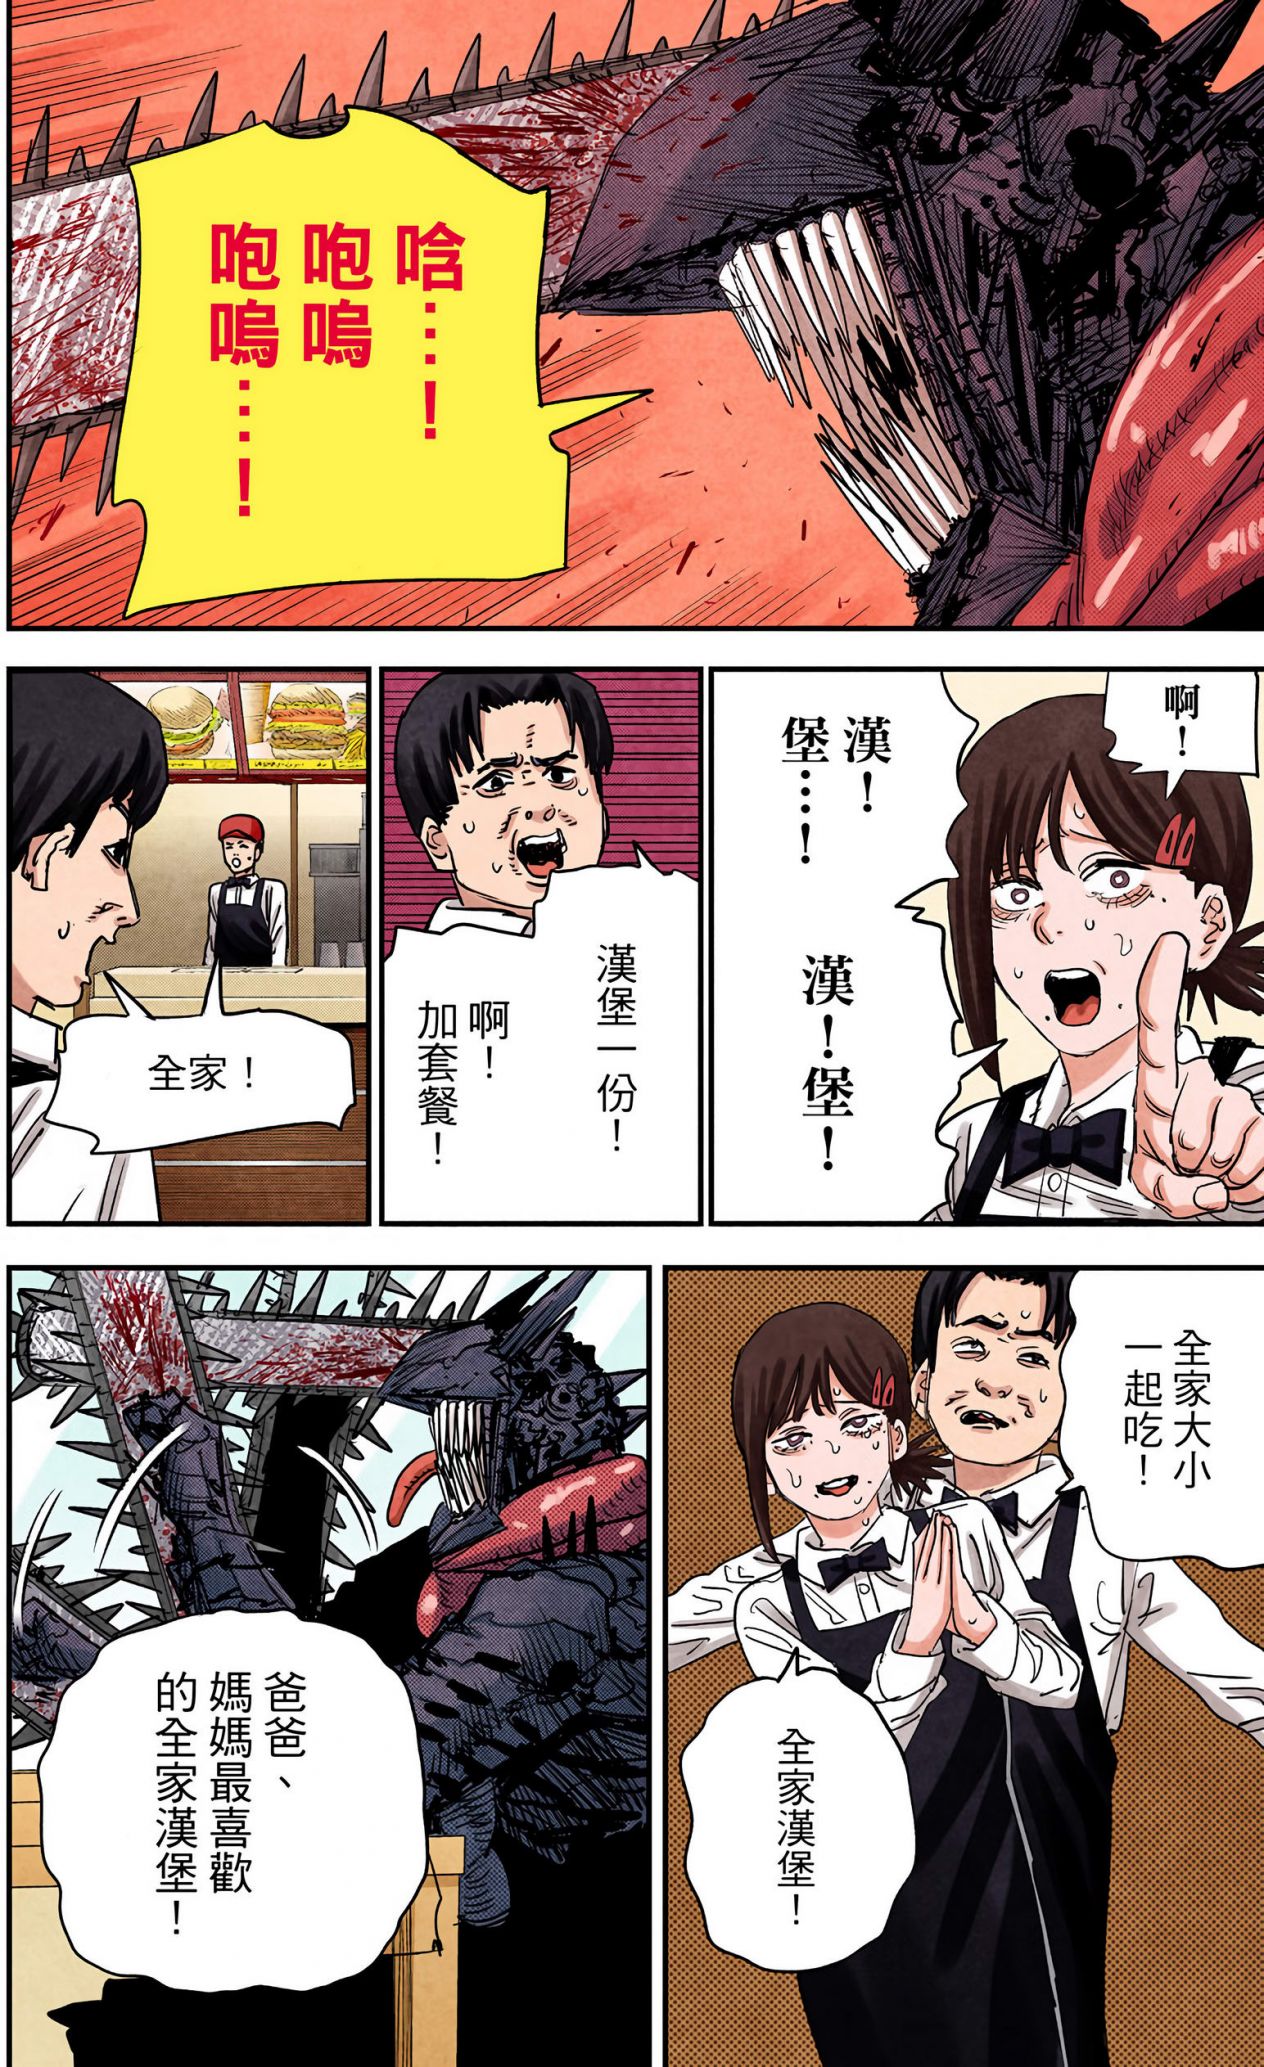 唅…！
咆嗚
咆嗚…！
啊！
漢！
堡…！
漢！堡！
漢堡一份！
啊！
加套餐！
全家！
全家大小
一起吃！
全家漢堡！
爸爸、
媽媽最喜歡
的全家漢堡！